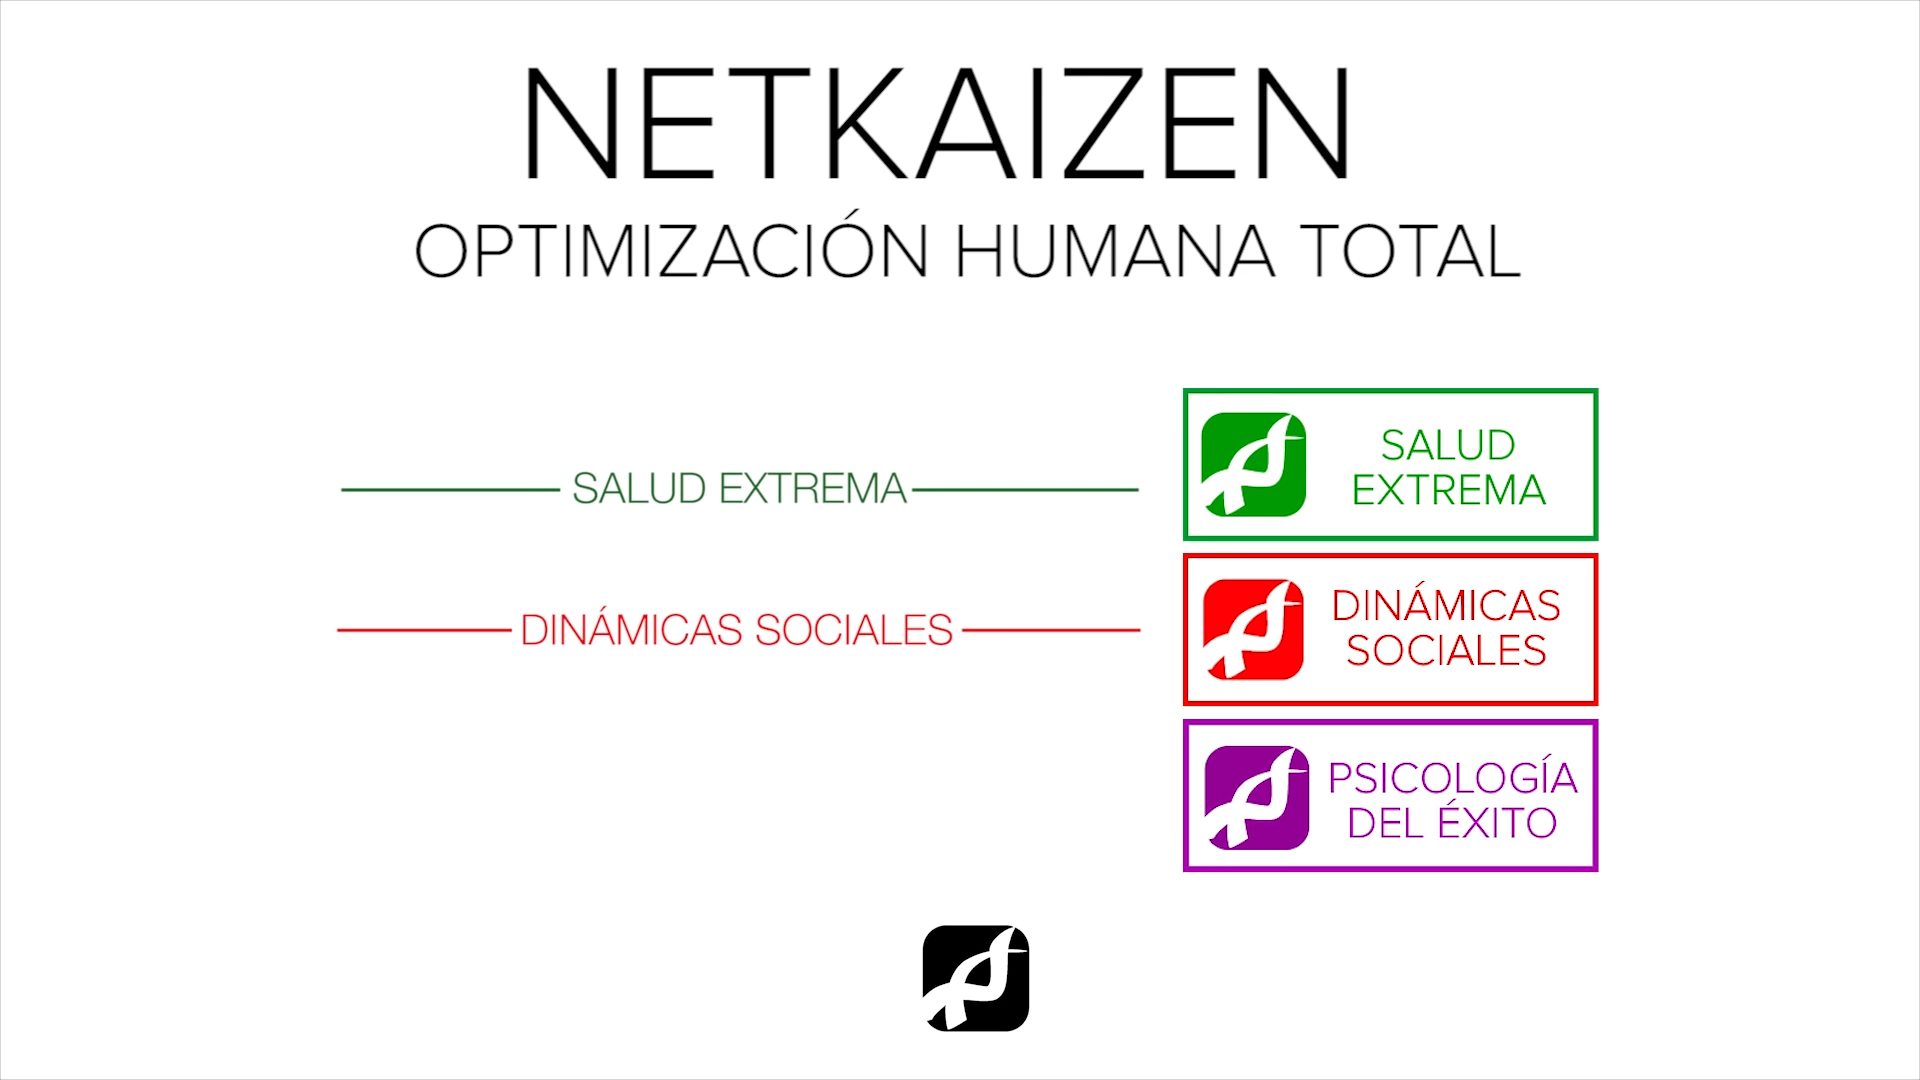 NETKAIZEN
OPTIMIZACIÓN HUMANA TOTAL
SALUD EXTREMA
SALUD
EXTREMA
DINÁMICAS SOCIALES
DINÁMICAS
SOCIALES
PSICOLOGÍA
DEL ÉXITO